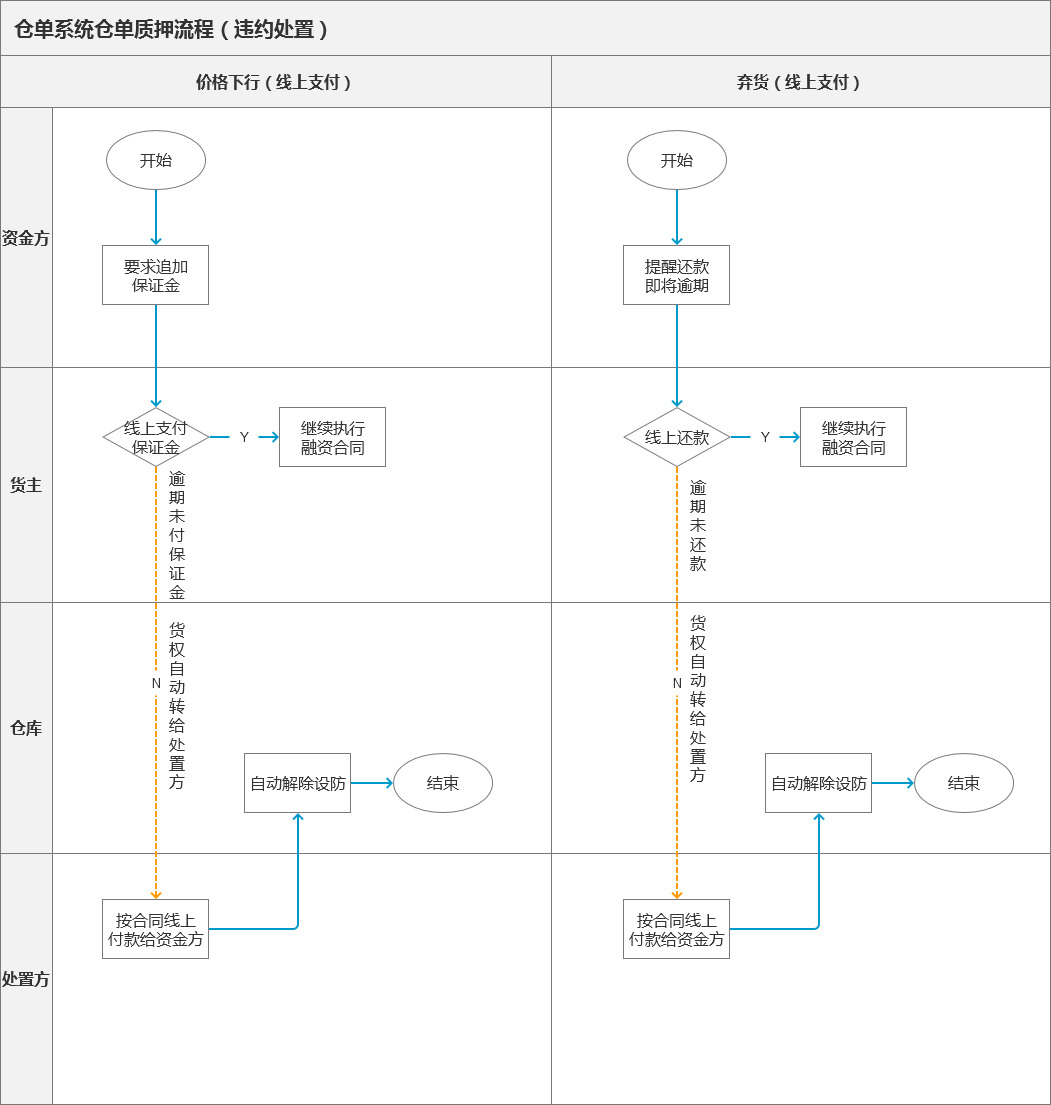 仓单系统仓单质押流程（违约处置）
价格下行（线上支付）
弃货（线上支付）
资金方
开始
要求追加
保证金
开始
提醒还款
即将逾期
货主
线上支付
保证金
Y
继续执行
融资合同
逾期未付保证金
线上还款
Y
继续执行
融资合同
逾期未还款
仓库
N
货权自动转给处置方
自动解除设防
结束
N
货权自动转给处置方
自动解除设防
结束
处置方
按合同线上
付款给资金方
按合同线上
付款给资金方